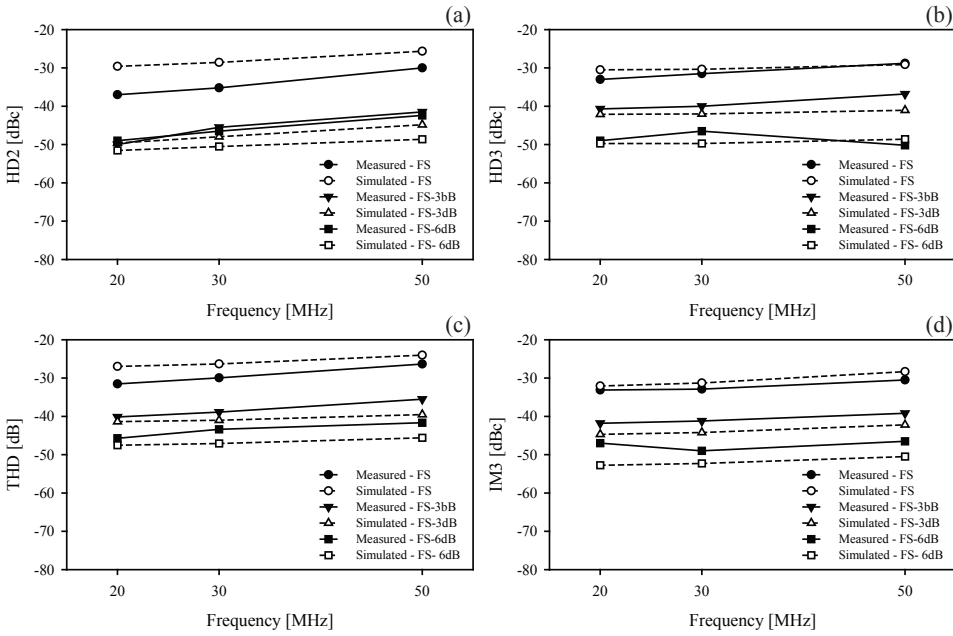 (a)
-20
-30
-40
-50
-60
-70
-80
HD2 [dBc]
Measured - FS
Simulated - FS
Measured - FS-3bB
Simulated - FS-3dB
Measured - FS-6dB
Simulated - FS- 6dB
20 30 50
Frequency [MHz]
(b)
-20
-30
-40
-50
-60
-70
-80
HD3 [dBc]
Measured - FS
Simulated - FS
Measured - FS-3bB
Simulated - FS-3dB
Measured - FS-6dB
Simulated - FS- 6dB
20 30 50
Frequency [MHz]
(c)
-20
-30
-40
-50
-60
-70
-80
THD [dB]
Measured - FS
Simulated - FS
Measured - FS-3bB
Simulated - FS-3dB
Measured - FS-6dB
Simulated - FS- 6dB
20 30 50
Frequency [MHz]
(d)
-20
-30
-40
-50
-60
-70
-80
IM3 [dBc]
Measured - FS
Simulated - FS
Measured - FS-3bB
Simulated - FS-3dB
Measured - FS-6dB
Simulated - FS- 6dB
20 30 50
Frequency [MHz]